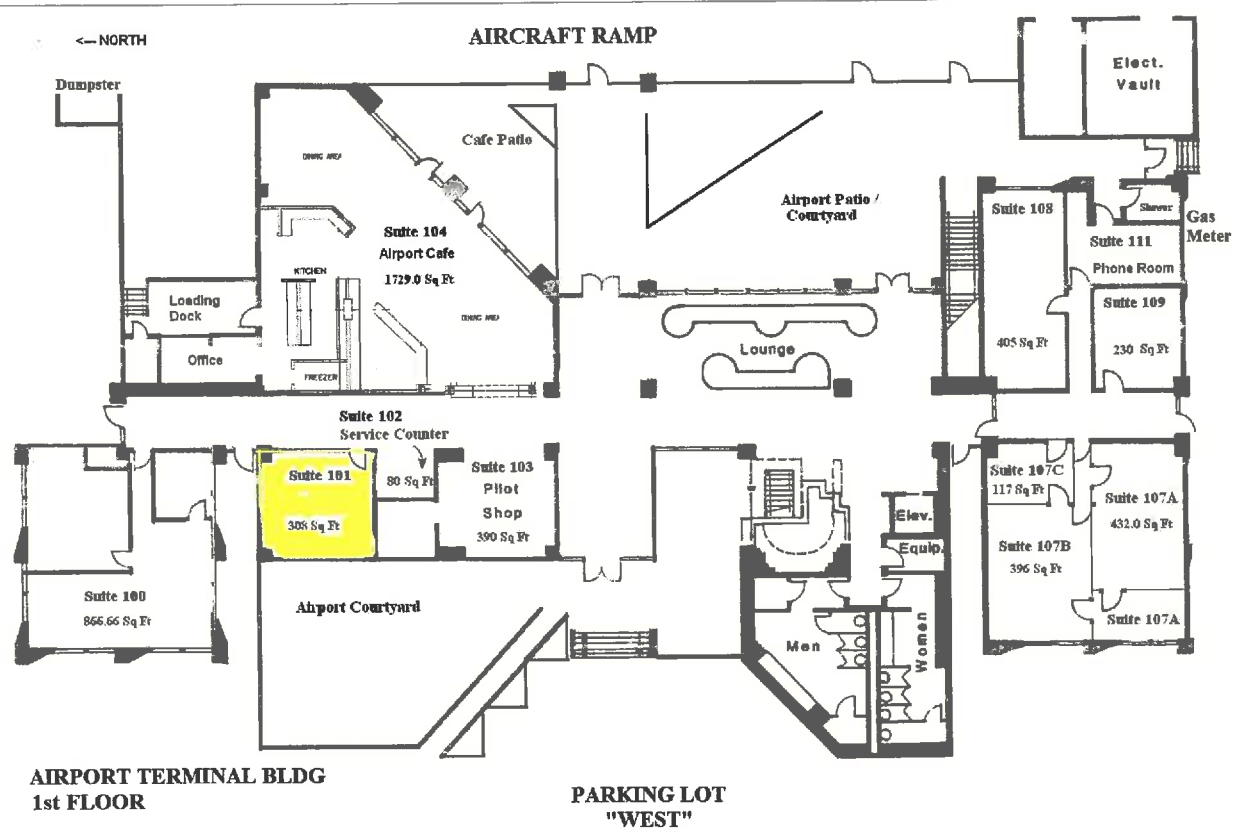 <-- NORTH
AIRCRAFT RAMP
Dumpster
Elect.
Vault
Cafe Patio
DINING AREA
Airport Patio /
Courtyard
Suite 108
Shower
Gas
Meter
Suite 104
Airport Cafe
1729.0 Sq Ft
Suite 111
Phone Room
KITCHEN
Loading
Dock
Suite 109
DINING AREA
405 Sq Ft
230 Sq Ft
Lounge
Office
FREEZER
Suite 102
Service Counter
Suite 101
80 Sq Ft
Suite 103
Pilot
Shop
390 Sq Ft
308 Sq Ft
Suite 107C
117 Sq Ft
Suite 107A
432.0 Sq Ft
Elev.
Equip.
Suite 107B
396 Sq Ft
Suite 100
866.66 Sq Ft
Airport Courtyard
Suite 107A
Men
Women
AIRPORT TERMINAL BLDG
1st FLOOR
PARKING LOT
"WEST"